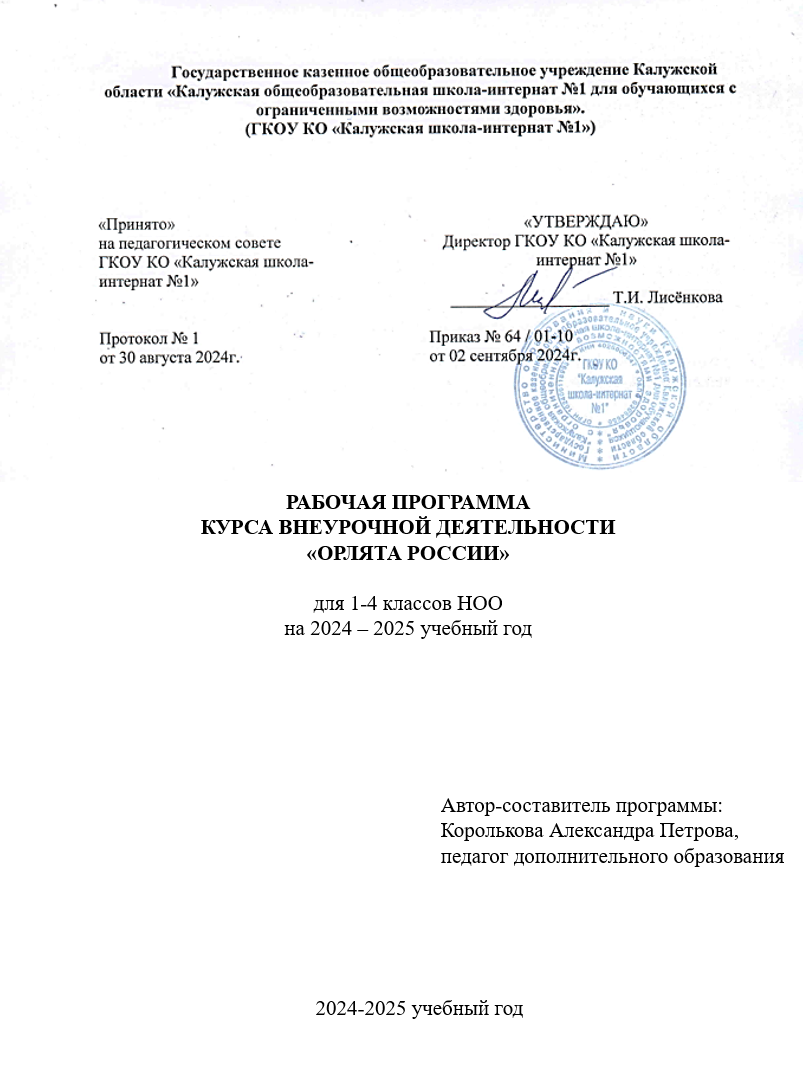 Государственное казенное общеобразовательное учреждение Калужской
области «Калужская общеобразовательная школа-интернат №1 для обучающихся с
ограниченными возможностями здоровья».
(ГКОУ КО «Калужская школа-интернат №1»)
«Принято»
на педагогическом совете
ГКОУ КО «Калужская школа-
интернат №1»
Протокол № 1
от 30 августа 2024г.
«УТВЕРЖДАЮ»
Директор ГКОУ КО «Калужская школа-
интернат №1»
Т.И. Лисёнкова
Приказ № 64 / 01-10
от 02 сентября 2024г.
ГКОУ КО
"Калужская
школа-интернат
№1"
РАБОЧАЯ ПРОГРАММА
КУРСА ВНЕУРОЧНОЙ ДЕЯТЕЛЬНОСТИ
«ОРЛЯТА РОССИИ»
для 1-4 классов НОО
на 2024 – 2025 учебный год
Автор-составитель программы:
Королькова Александра Петрова,
педагог дополнительного образования
2024-2025 учебный год